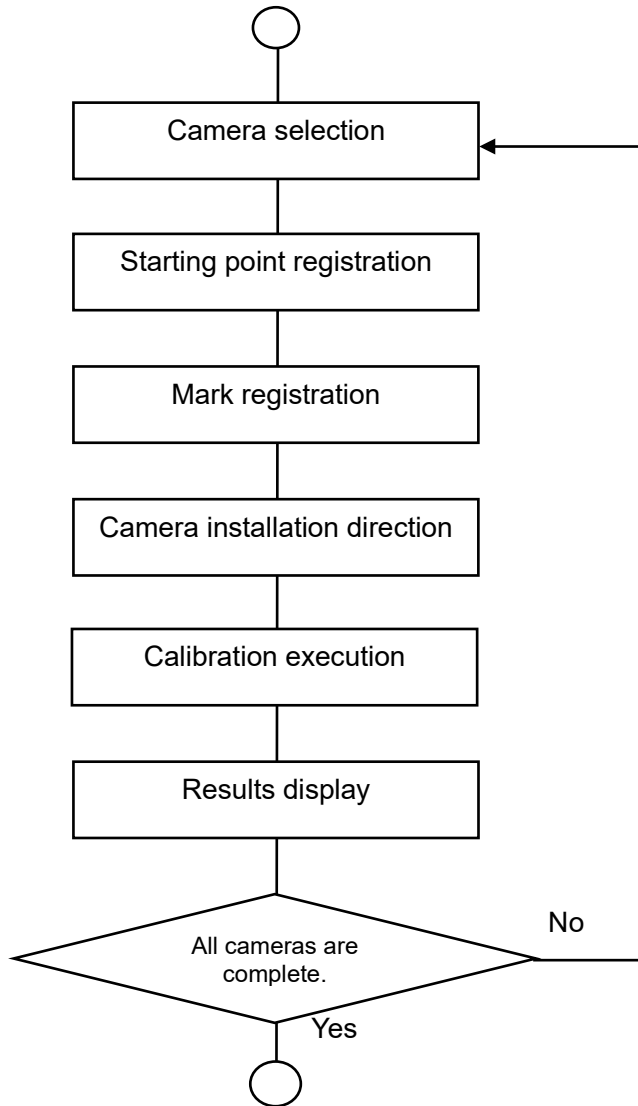 Camera selection
Starting point registration
Mark registration
Camera installation direction
Calibration execution
Results display
All cameras are
complete.
No
Yes